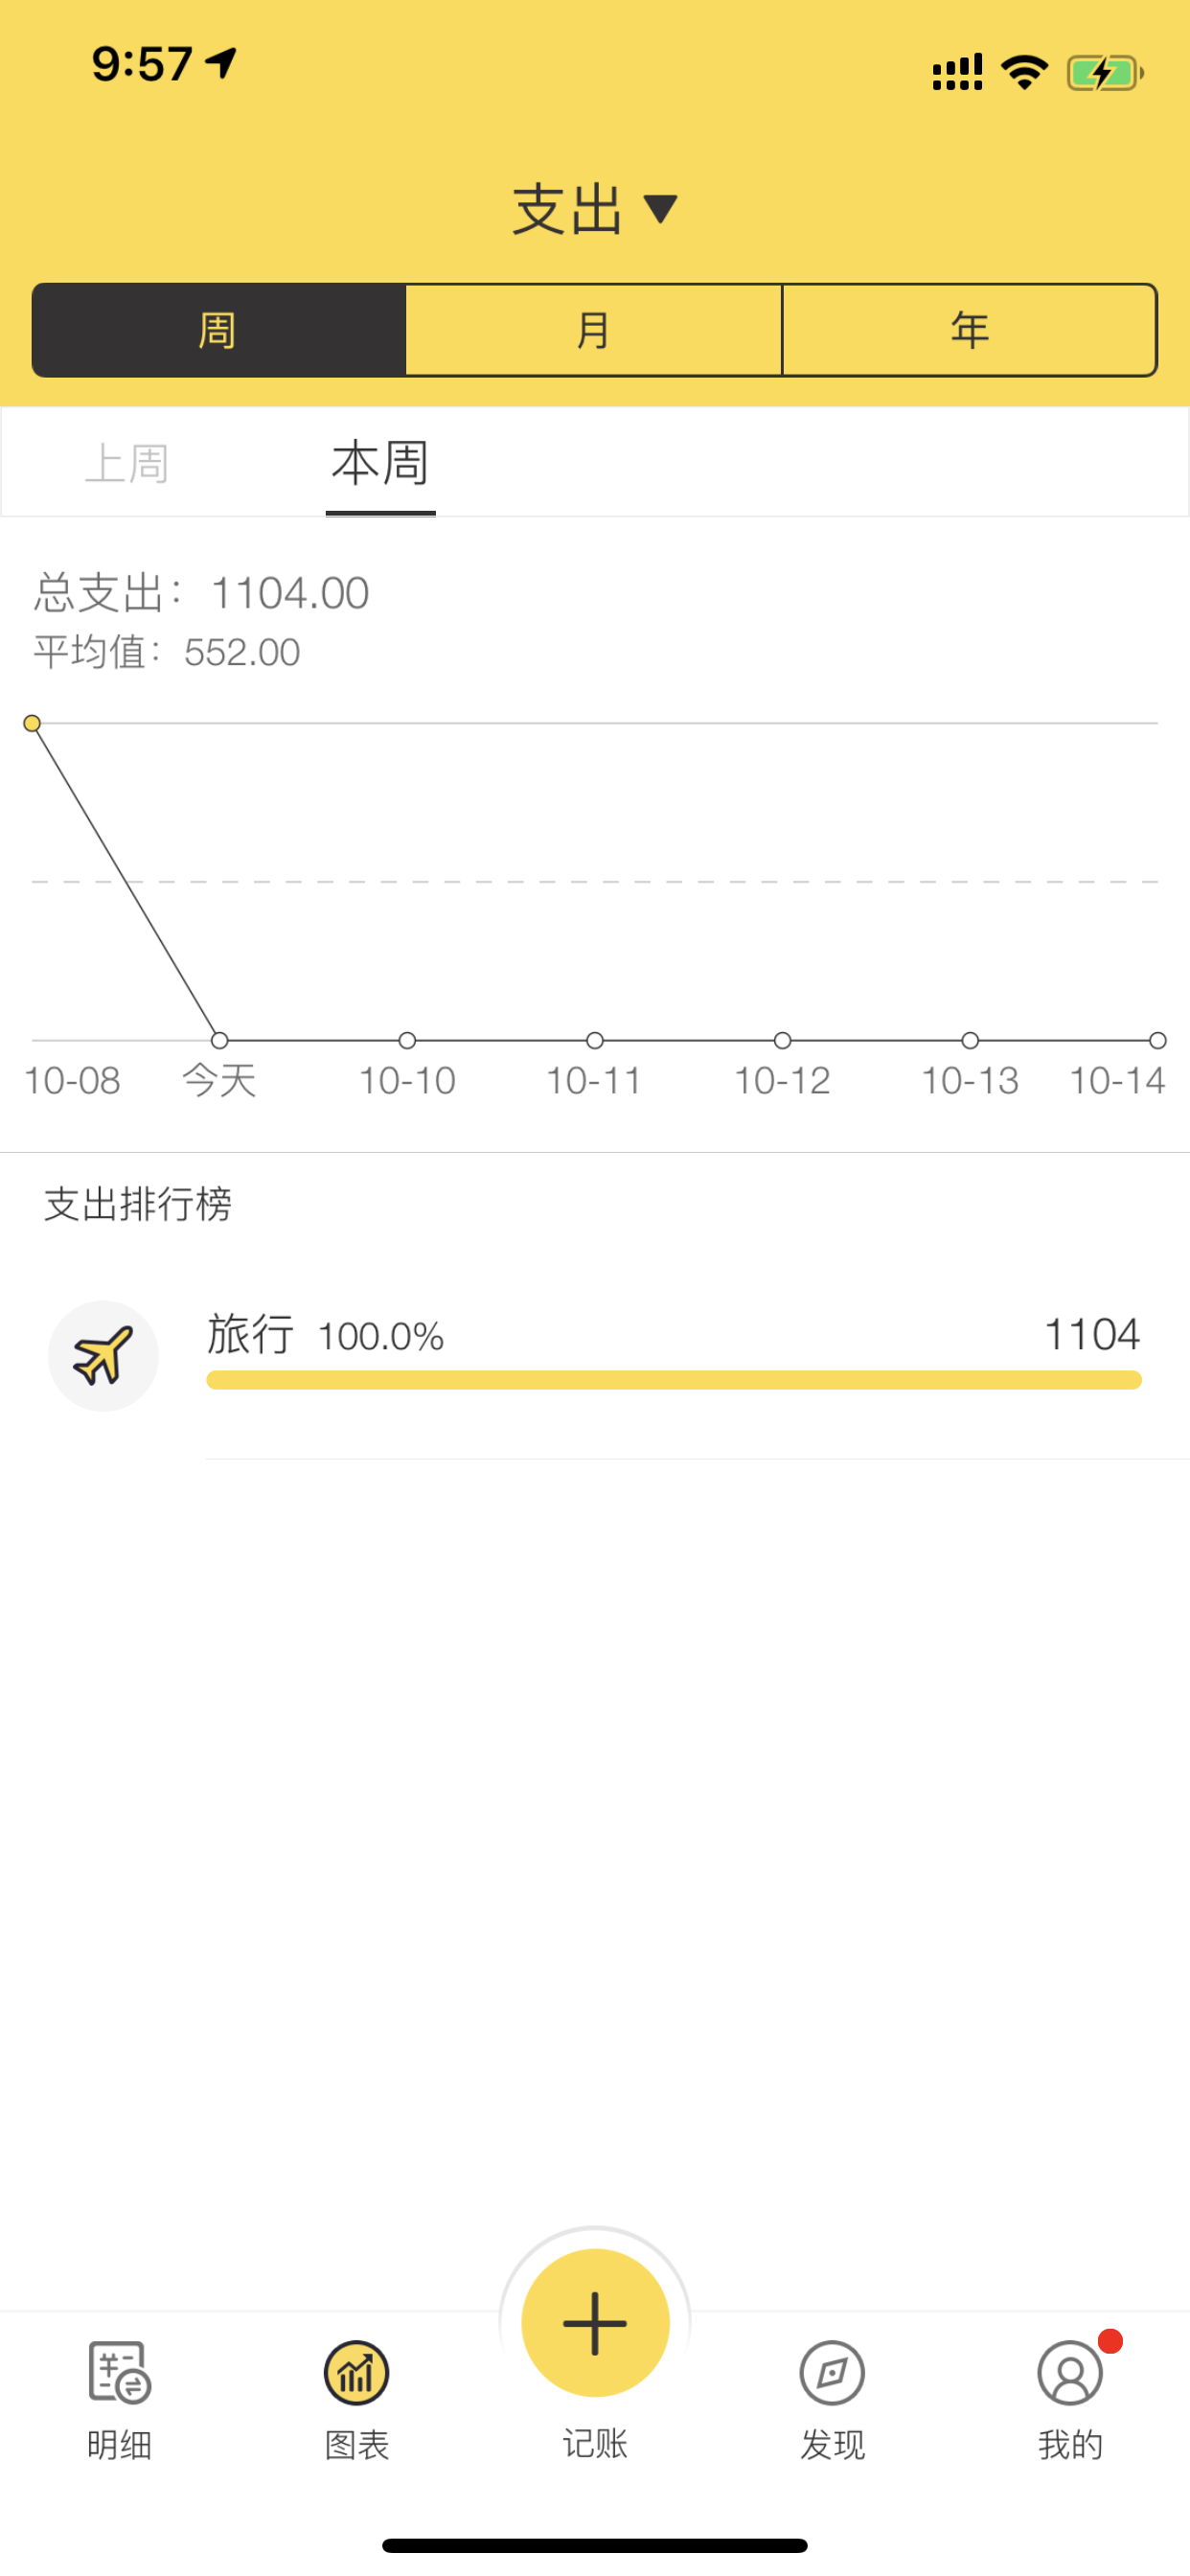 9:57
支出
周 月 年
上周 本周
总支出：1104.00
平均值：552.00
10-08 今天 10-10 10-11 10-12 10-13 10-14
支出排行榜
旅行 100.0% 1104
明细 图表 记账 发现 我的